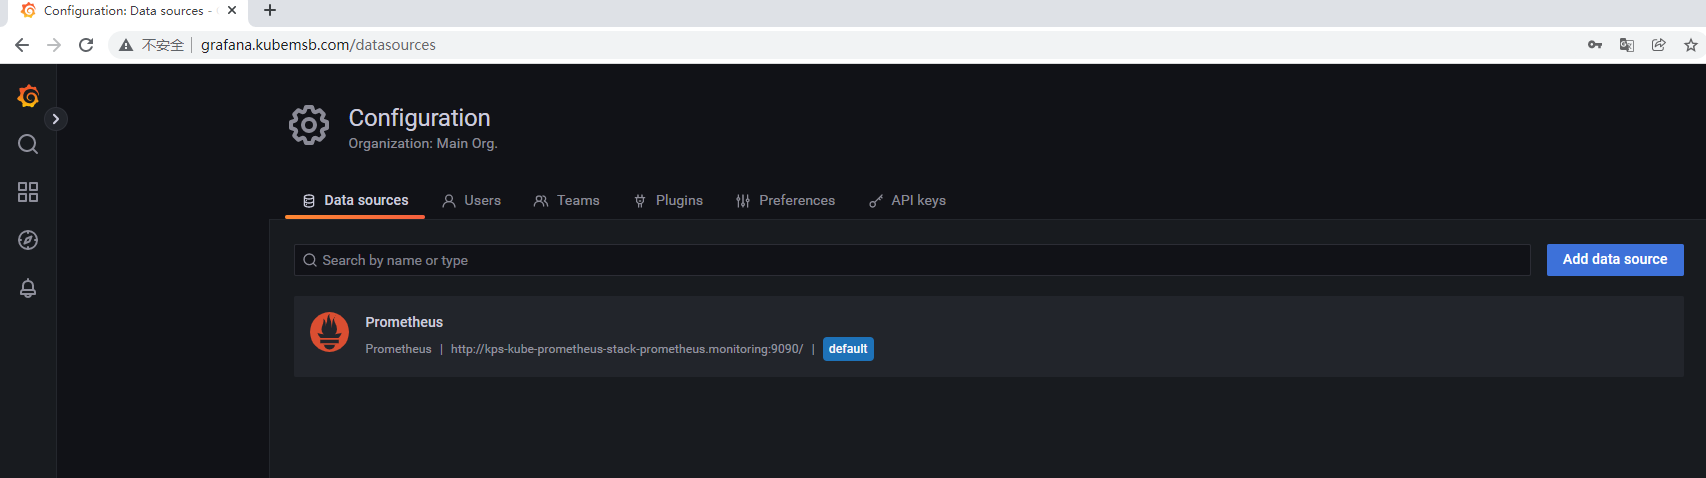 Configuration: Data sources -
不安全 grafana.kubemsb.com/datasources
Configuration
Organization: Main Org.
Data sources Users Teams Plugins Preferences API keys
Search by name or type Add data source
Prometheus
Prometheus | http://kps-kube-prometheus-stack-prometheus.monitoring:9090/ | default